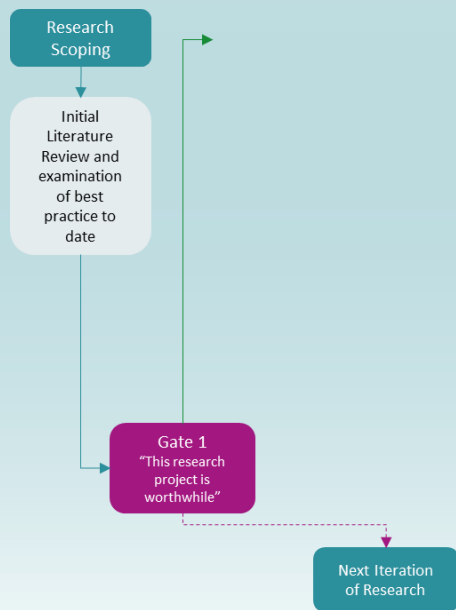 Research
Scoping
Initial
Literature
Review and
examination
of best
practice to
date
Gate 1
“This research
project is
worthwhile”
Next Iteration
of Research